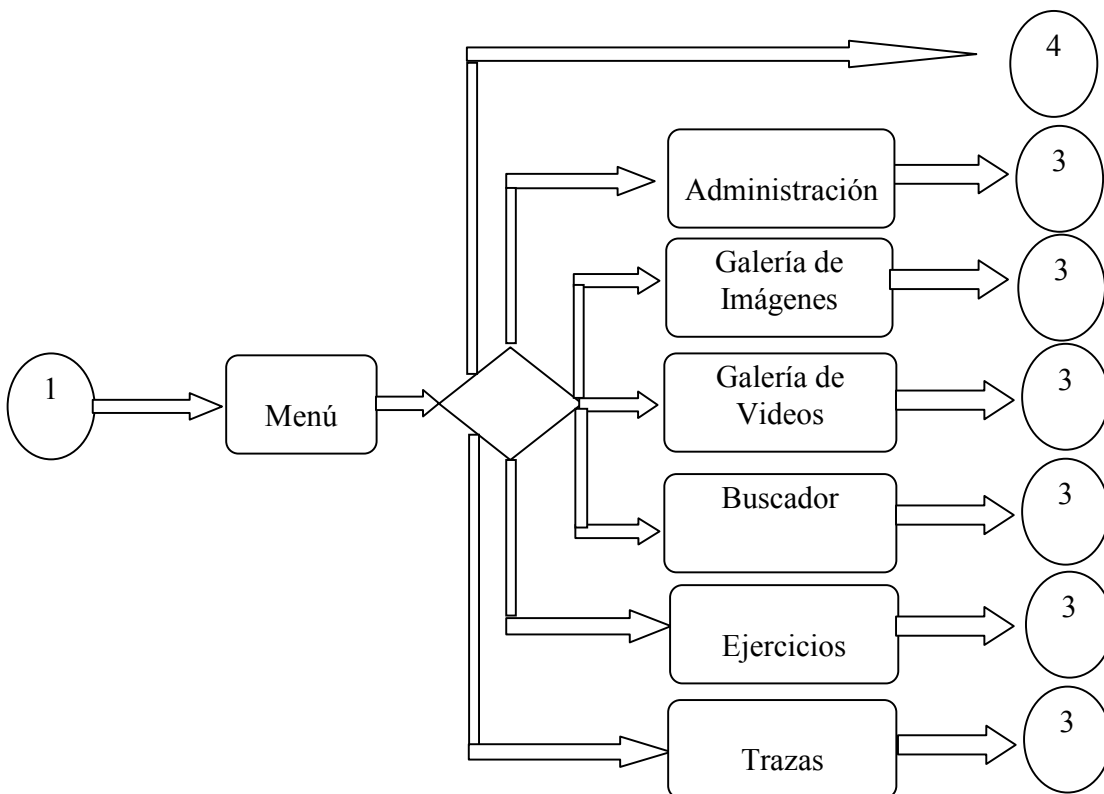 4
Administración
3
Galería de
Imágenes
3
1
Menú
Galería de
Videos
3
Buscador
3
Ejercicios
3
Trazas
3